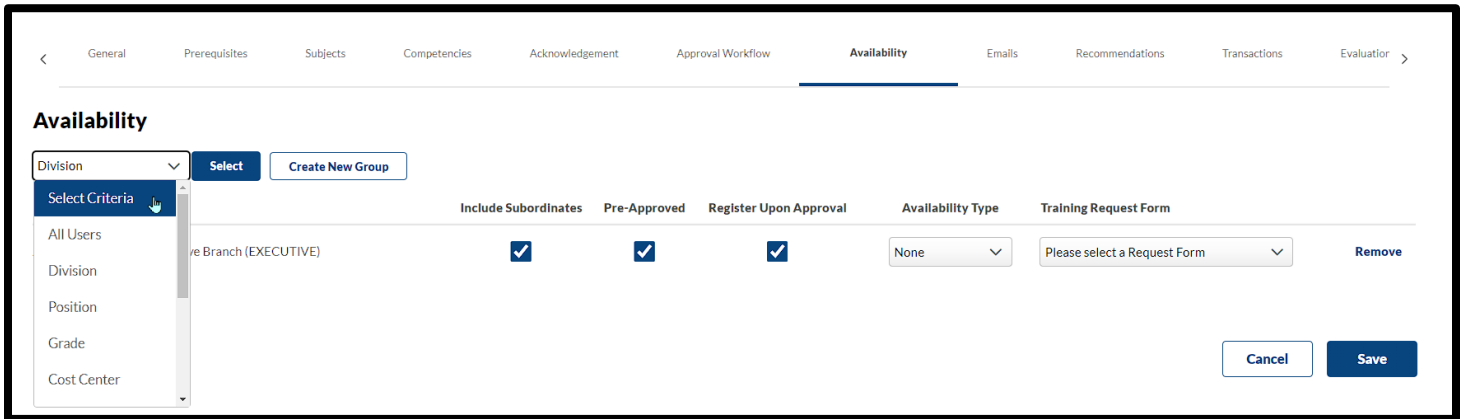 General Prerequisites Subjects Competencies Acknowledgement Approval Workflow Availability Emails Recommendations Transactions Evaluation
Availability
Division Select Create New Group
Select Criteria
Include Subordinates Pre-Approved Register Upon Approval Availability Type Training Request Form
All Users
ve Branch (EXECUTIVE) None Please select a Request Form Remove
Division
Position
Grade
Cost Center
Cancel Save